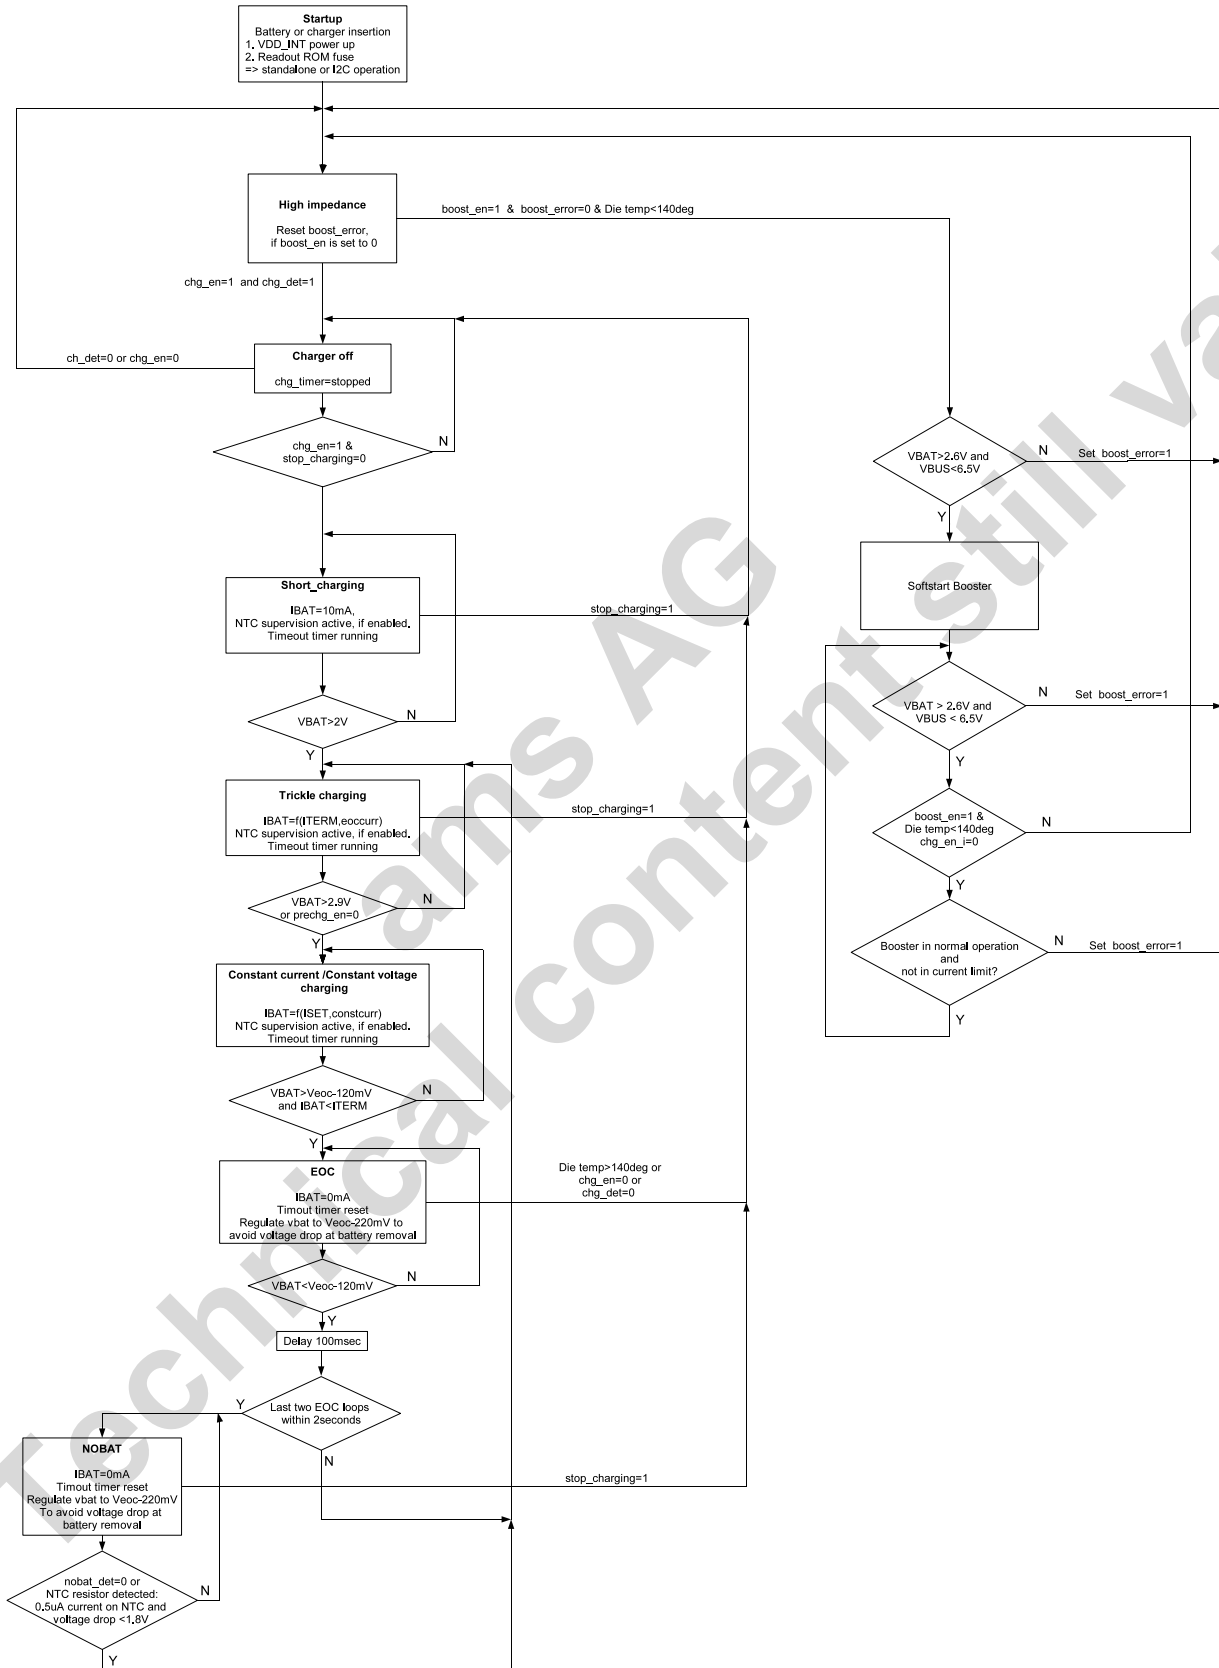 Startup
Battery or charger insertion
1. VDD_INT power up
2. Readout ROM fuse
=> standalone or I2C operation
High impedance
Reset boost_error,
if boost_en is set to 0
boost_en=1 & boost_error=0 & Die temp<140deg
chg_en=1 and chg_det=1
ch_det=0 or chg_en=0
Charger off
chg_timer=stopped
chg_en=1 &
stop_charging=0
N
VBAT>2.6V and
VBUS<6.5V
N
Set boost_error=1
Y
Softstart Booster
Short_charging
IBAT=10mA,
NTC supervision active, if enabled.
Timeout timer running
stop_charging=1
VBAT>2V
N
Y
VBAT > 2.6V and
VBUS < 6.5V
N
Set boost_error=1
Y
Trickle charging
IBAT=f(ITERM,eoccurr)
NTC supervision active, if enabled.
Timeout timer running
stop_charging=1
boost_en=1 &
Die temp<140deg
chg_en_i=0
N
Y
VBAT>2.9V
or prechg_en=0
N
Y
Booster in normal operation
and
not in current limit?
N
Set boost_error=1
Y
Constant current /Constant voltage
charging
IBAT=f(ISET,constcurr)
NTC supervision active, if enabled.
Timeout timer running
VBAT>Veoc-120mV
and IBAT<ITERM
N
Y
EOC
IBAT=0mA
Timout timer reset
Regulate vbat to Veoc-220mV to
avoid voltage drop at battery removal
Die temp>140deg or
chg_en=0 or
chg_det=0
VBAT<Veoc-120mV
N
Y
Delay 100msec
Last two EOC loops
within 2seconds
Y
N
NOBAT
IBAT=0mA
Timout timer reset
Regulate vbat to Veoc-220mV
To avoid voltage drop at
battery removal
stop_charging=1
nobat_det=0 or
NTC resistor detected:
0.5uA current on NTC and
voltage drop <1.8V
N
Y
ams AG
Technical content still va